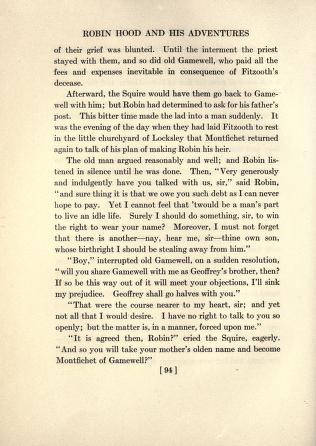 ROBIN HOOD AND HIS ADVENTURES
of their grief was blunted. Until the interment the priest
stayed with them, and so did old Gamewell, who paid all the
fees and expenses inevitable in consequence of Fitzooth's
decease.
Afterward, the Squire would have them go back to Game-
well with him; but Robin had determined to ask for his father's
post. This bitter time made the lad into a man suddenly. It
was the evening of the day when they had laid Fitzooth to rest
in the little churchyard of Locksley that Montfichet returned
again to talk of his plan of making Robin his heir.
The old man argued reasonably and well; and Robin lis-
tened in silence until he was done. Then, "Very generously
and indulgently have you talked with us, sir," said Robin,
"and sure thing it is that we owe you such debt as I can never
hope to pay. Yet I cannot feel that 'twould be a man's part
to live an idle life. Surely I should do something, sir, to win
the right to wear your name? Moreover, I must not forget
that there is another—nay, hear me, sir—thine own son,
whose birthright I should be stealing away from him."
"Boy," interrupted old Gamewell, on a sudden resolution,
"will you share Gamewell with me as Geoffrey's brother, then?
If so be this way out of it will meet your objections, I'll sink
my prejudice. Geoffrey shall go halves with you."
"That were the course nearer to my heart, sir; and yet
not all that I would desire. I have no right to talk to you so
openly; but the matter is, in a manner, forced upon me."
"It is agreed then, Robin?" cried the Squire, eagerly.
"And so you will take your mother's olden name and become
Montfichet of Gamewell?"
[94]